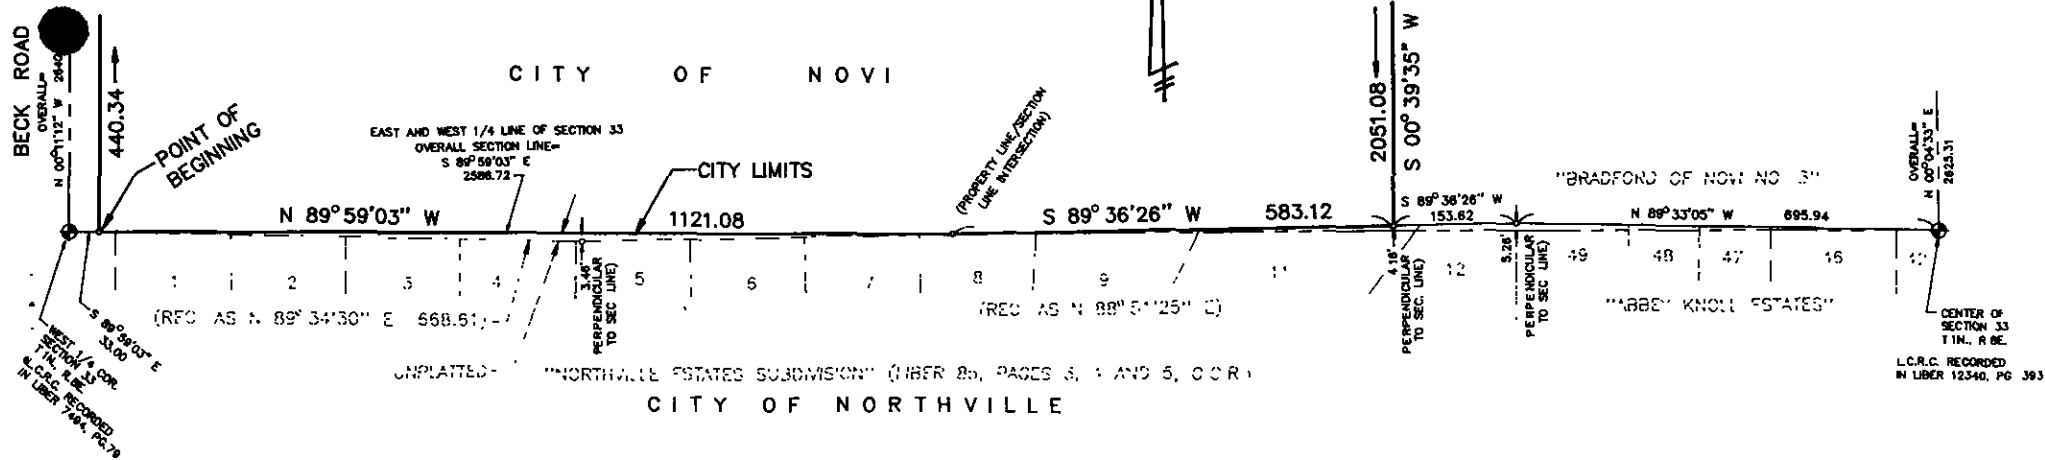 BECK ROAD
OVERALL=
N 00°11'12" W 2640
440.34
POINT OF
BEGINNING
CITY OF NOVI
EAST AND WEST 1/4 LINE OF SECTION 33
OVERALL SECTION LINE=
S 89°59'03" E
2586.72
CITY LIMITS
(PROPERTY LINE/SECTION
LINE INTERSECTION)
2051.08
S 00°39'35" W
"BRADFORD OF NOVI NO 3"
OVERALL=
N 00°04'33" E
2625.31
N 89°59'03" W
1121.08
S 89°36'26" W
583.12
S 89°36'26" W
153.62
N 89°33'05" W
695.94
1
2
3
4
5
6
7
8
9
11
12
49
48
47
46
42
3.46'
PERPENDICULAR
TO SEC LINE)
4.16'
PERPENDICULAR
TO SEC. LINE)
5.26'
PERPENDICULAR
TO SEC LINE)
(REC AS N 89°34'30" E 668.61)
(REC AS N 88°51'25" E)
"ABBEY KNOLL ESTATES"
S 89°59'03" E
33.00
WEST 1/4 COR.
SECTION 33
T 1N., R 8E.
L.C.R.C. RECORDED
IN LIBER 7494, PG.79
CENTER OF
SECTION 33
T 1N., R 8E.
L.C.R.C. RECORDED
IN LIBER 12340, PG 393
UNPLATTED
"NORTHVILLE ESTATES SUBDIVISION" (LIBER 85, PAGES 3, 4 AND 5, O C R)
CITY OF NORTHVILLE